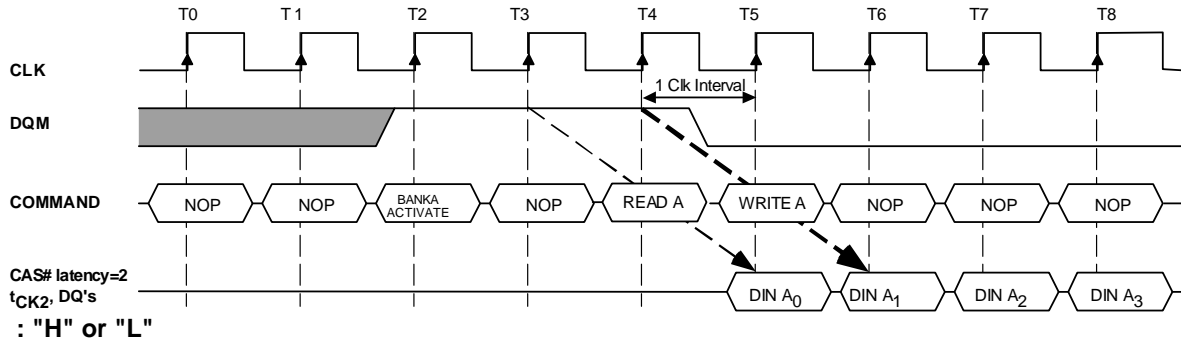 T0 T1 T2 T3 T4 T5 T6 T7 T8
CLK
1 Clk Interval
DQM
COMMAND NOP NOP BANKA ACTIVATE NOP READ A WRITE A NOP NOP NOP
CAS# latency=2
tCK2, DQ's DIN A0 DIN A1 DIN A2 DIN A3
: "H" or "L"